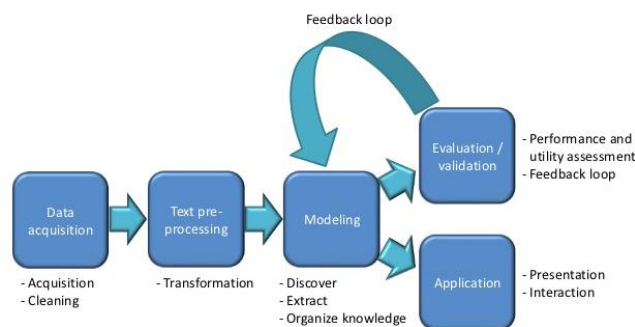 Feedback loop
Evaluation /
validation
- Performance and
utility assessment
- Feedback loop
Data
acquisition
Text pre-
processing
Modeling
- Acquisition
- Cleaning
- Transformation
- Discover
- Extract
- Organize knowledge
Application
- Presentation
- Interaction